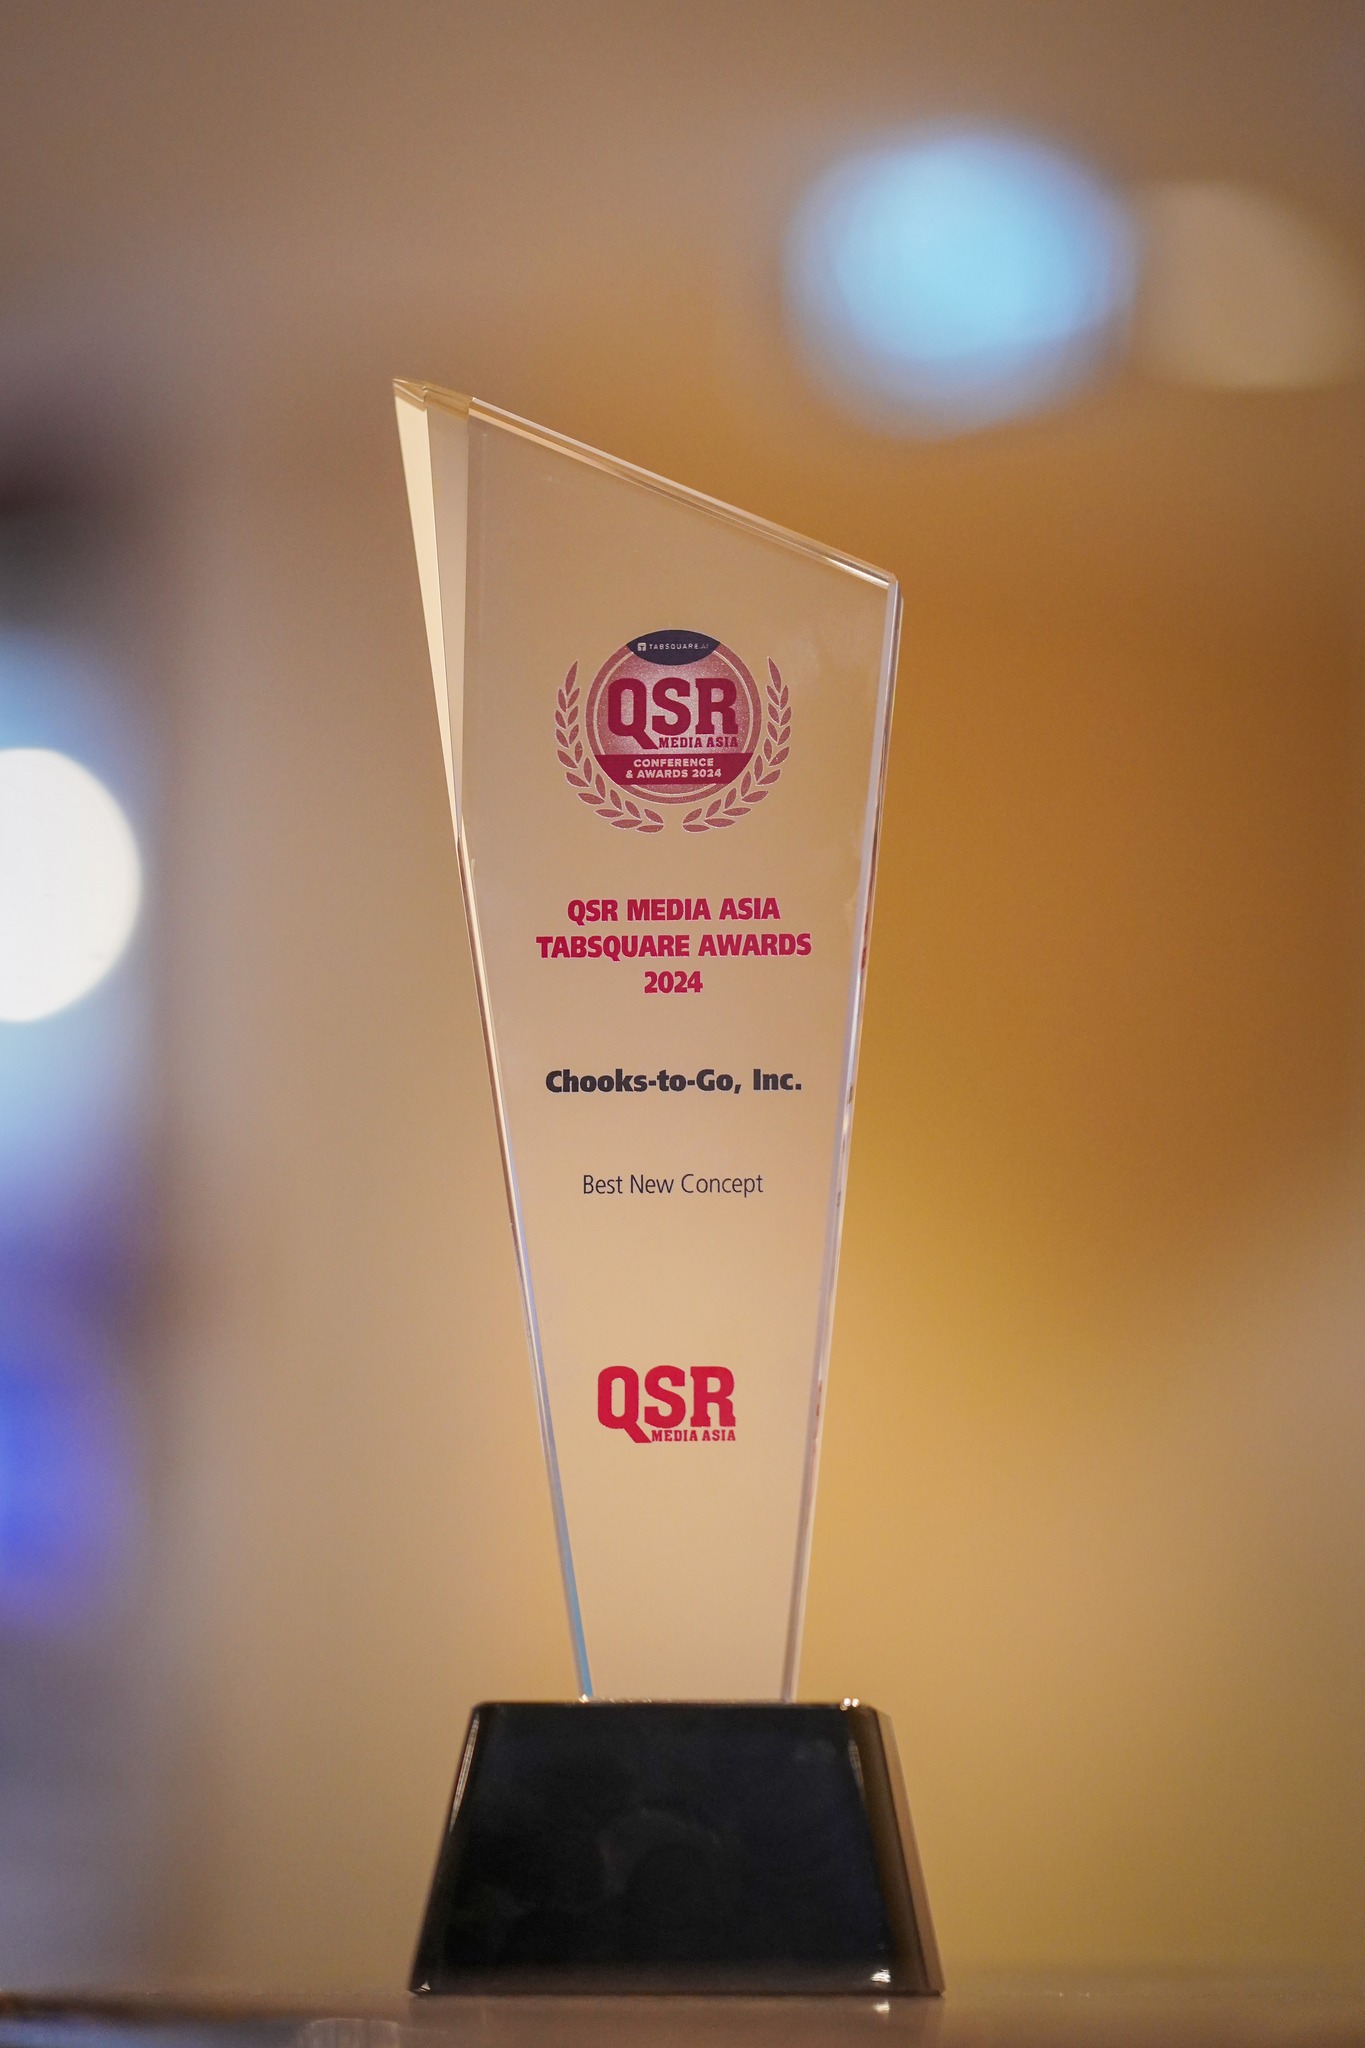 TABSQUARE.AI
QSR
MEDIA ASIA
CONFERENCE
& AWARDS 2024
QSR MEDIA ASIA
TABSQUARE AWARDS
2024
Chooks-to-Go, Inc.
Best New Concept
QSR
MEDIA ASIA